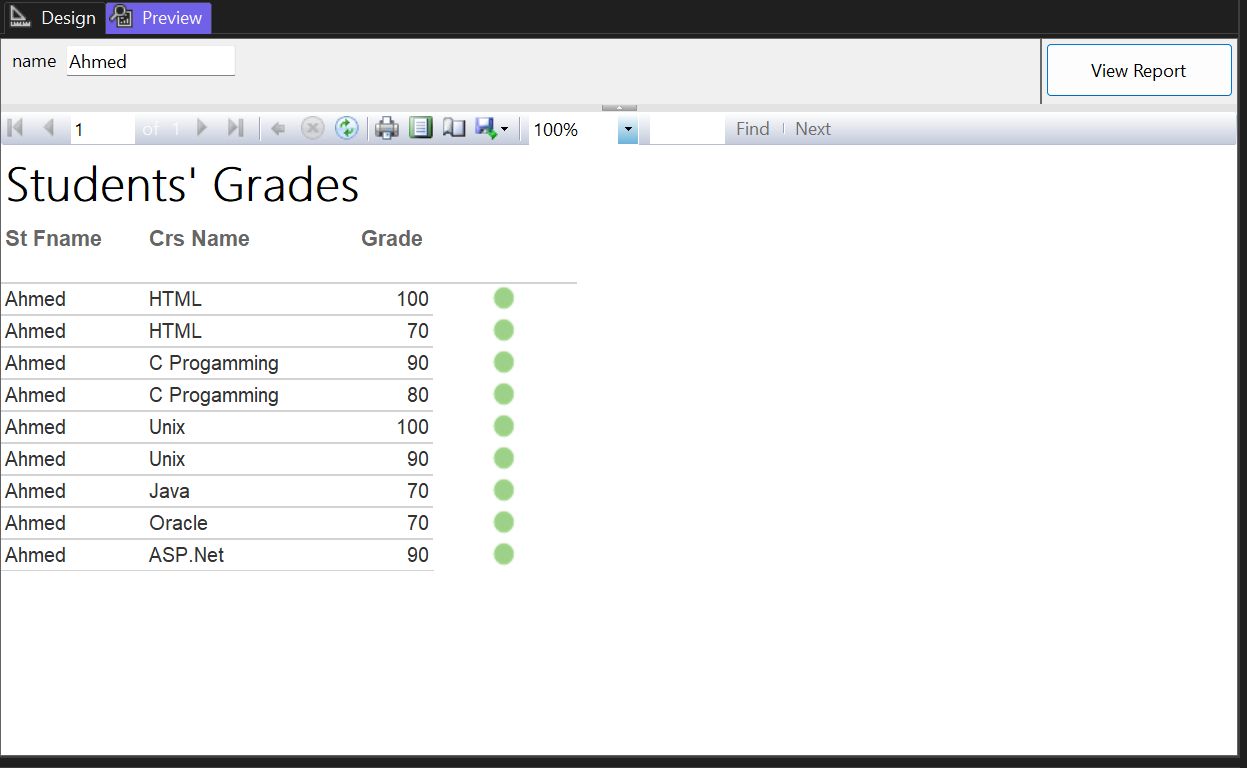 Design Preview
name Ahmed View Report
1 of 1 100% Find Next
Students' Grades
St Fname Crs Name Grade
Ahmed HTML 100
Ahmed HTML 70
Ahmed C Progamming 90
Ahmed C Progamming 80
Ahmed Unix 100
Ahmed Unix 90
Ahmed Java 70
Ahmed Oracle 70
Ahmed ASP.Net 90